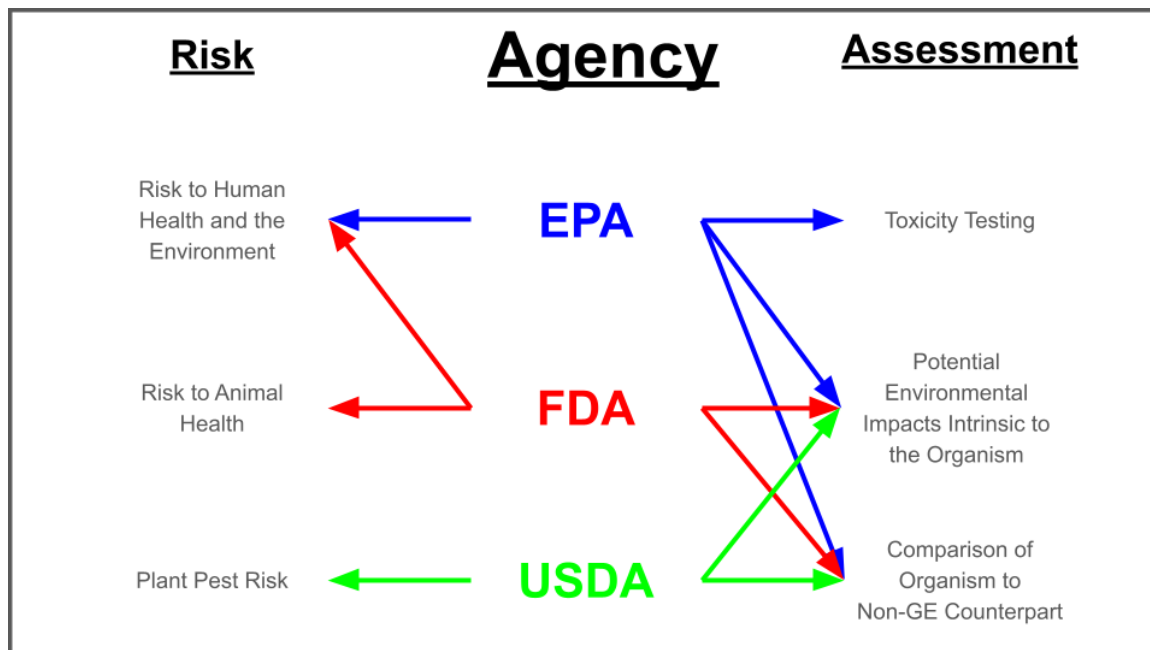 Risk
Agency
Assessment
Risk to Human
Health and the
Environment
EPA
Toxicity Testing
Risk to Animal
Health
FDA
Potential
Environmental
Impacts Intrinsic to
the Organism
Plant Pest Risk
USDA
Comparison of
Organism to
Non-GE Counterpart